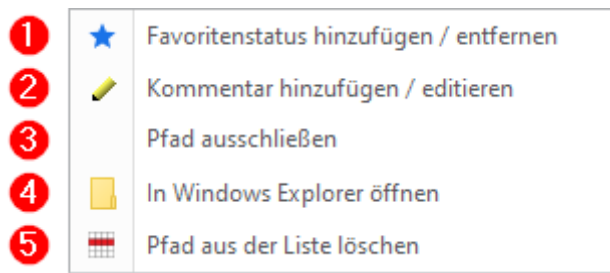 1 Favoritenstatus hinzufügen / entfernen
2 Kommentar hinzufügen / editieren
3 Pfad ausschließen
4 In Windows Explorer öffnen
5 Pfad aus der Liste löschen